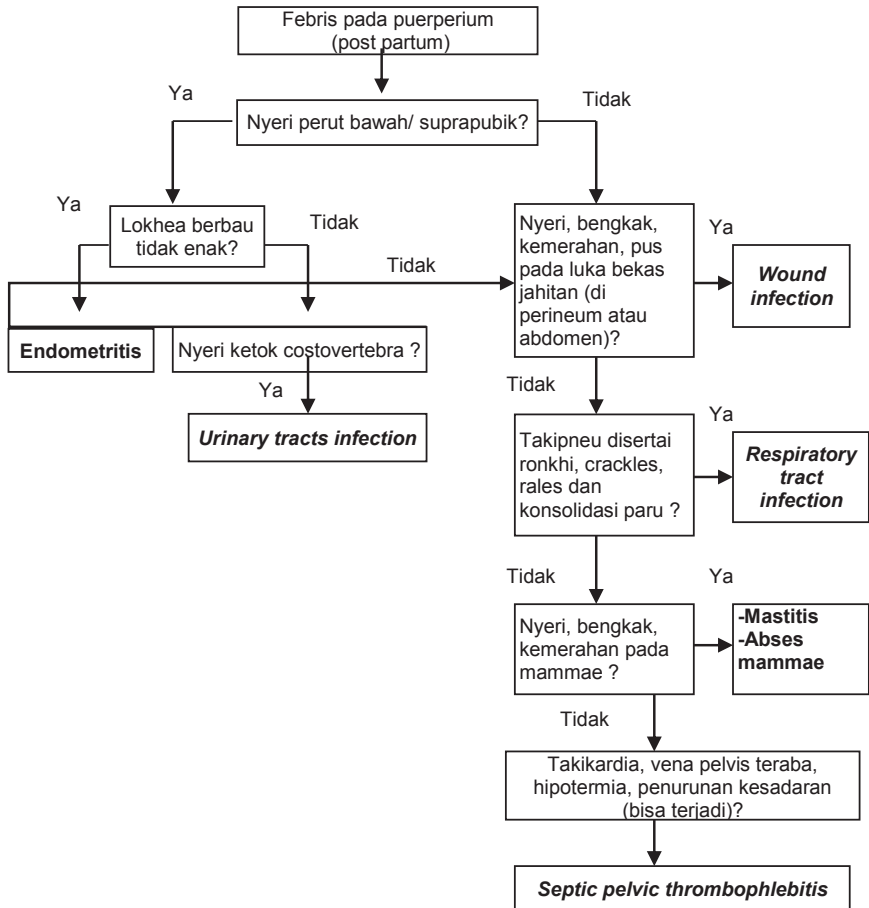 Febris pada puerperium
(post partum)
Ya
Tidak
Nyeri perut bawah/ suprapubik?
Ya
Lokhea berbau
tidak enak?
Tidak
Tidak
Nyeri, bengkak,
kemerahan, pus
pada luka bekas
jahitan (di
perineum atau
abdomen)?
Ya
Wound
infection
Endometritis
Nyeri ketok costovertebra ?
Ya
Urinary tracts infection
Tidak
Takipneu disertai
ronkhi, crackles,
rales dan
konsolidasi paru ?
Ya
Respiratory
tract
infection
Tidak
Nyeri, bengkak,
kemerahan pada
mammae ?
Ya
-Mastitis
-Abses
mammae
Tidak
Takikardia, vena pelvis teraba,
hipotermia, penurunan kesadaran
(bisa terjadi)?
Septic pelvic thrombophlebitis